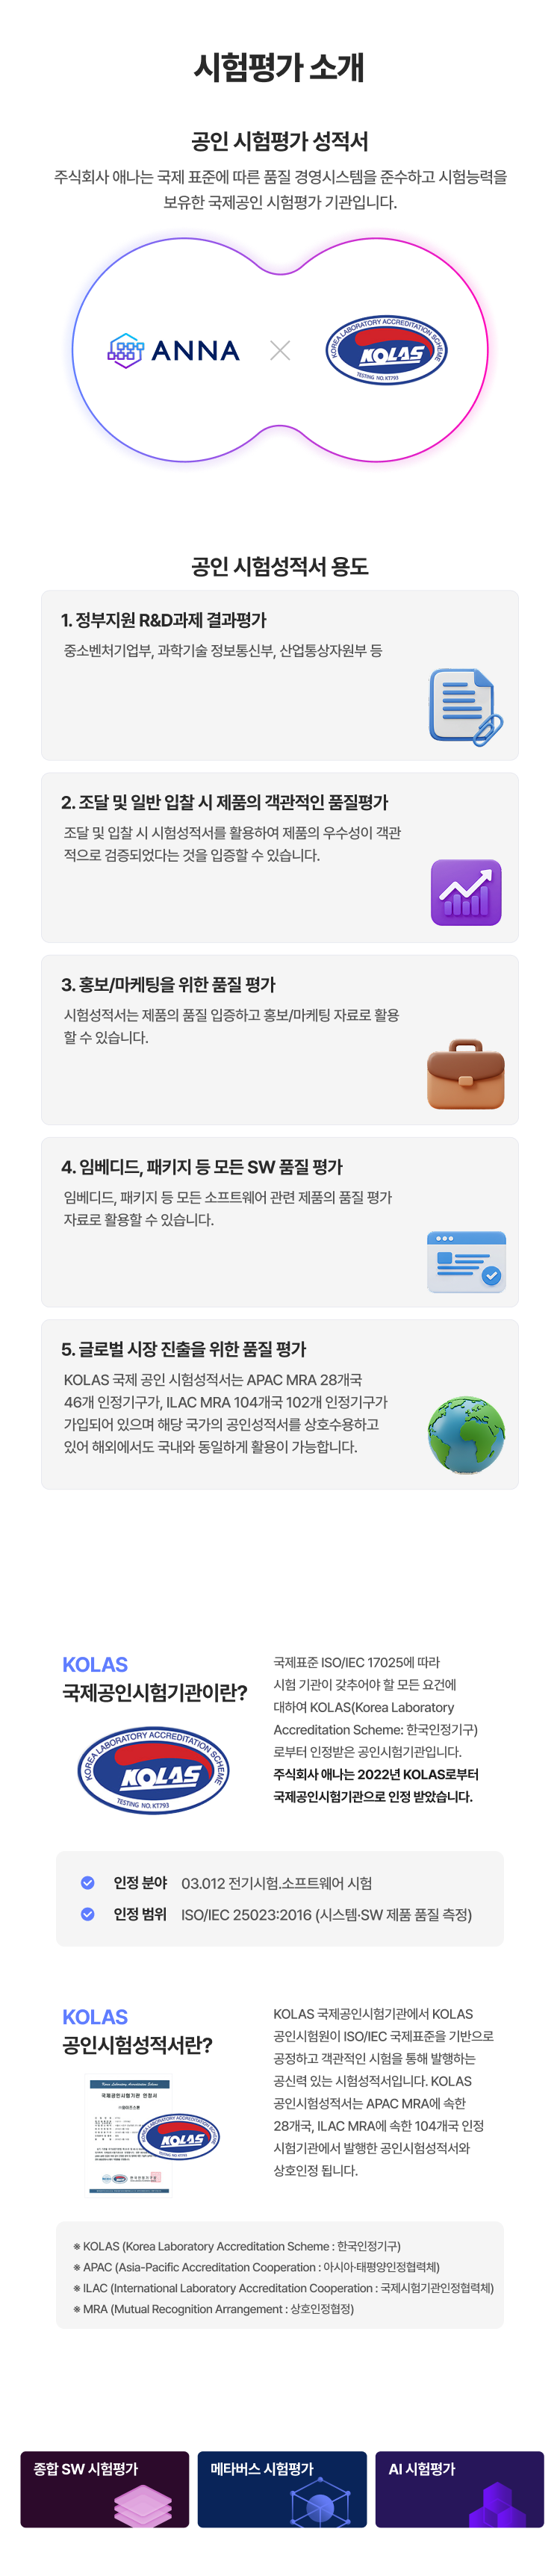 시험평가 소개
공인 시험평가 성적서
주식회사 애나는 국제 표준에 따른 품질 경영시스템을 준수하고 시험능력을
보유한 국제공인 시험평가 기관입니다.
ANNA
KOREA LABORATORY ACCREDITATION SCHEME
KOLAS
TESTING NO. KT793
공인 시험성적서 용도
1. 정부지원 R&D과제 결과평가
중소벤처기업부, 과학기술 정보통신부, 산업통상자원부 등
2. 조달 및 일반 입찰 시 제품의 객관적인 품질평가
조달 및 입찰 시 시험성적서를 활용하여 제품의 우수성이 객관
적으로 검증되었다는 것을 입증할 수 있습니다.
3. 홍보/마케팅을 위한 품질 평가
시험성적서는 제품의 품질 입증하고 홍보/마케팅 자료로 활용
할 수 있습니다.
4. 임베디드, 패키지 등 모든 SW 품질 평가
임베디드, 패키지 등 모든 소프트웨어 관련 제품의 품질 평가
자료로 활용할 수 있습니다.
5. 글로벌 시장 진출을 위한 품질 평가
KOLAS 국제 공인 시험성적서는 APAC MRA 28개국
46개 인정기구가, ILAC MRA 104개국 102개 인정기구가
가입되어 있으며 해당 국가의 공인성적서를 상호수용하고
있어 해외에서도 국내와 동일하게 활용이 가능합니다.
KOLAS
국제공인시험기관이란?
KOREA LABORATORY ACCREDITATION SCHEME
KOLAS
TESTING NO. KT793
국제표준 ISO/IEC 17025에 따라
시험 기관이 갖추어야 할 모든 요건에
대하여 KOLAS(Korea Laboratory
Accreditation Scheme: 한국인정기구)
로부터 인정받은 공인시험기관입니다.
주식회사 애나는 2022년 KOLAS로부터
국제공인시험기관으로 인정 받았습니다.
인정 분야 03.012 전기시험.소프트웨어 시험
인정 범위 ISO/IEC 25023:2016 (시스템·SW 제품 품질 측정)
KOLAS
공인시험성적서란?
Korea Laboratory Accreditation Scheme
국제공인시험기관 인정서
KOREA LABORATORY ACCREDITATION SCHEME
KOLAS
한국인정기구
KOLAS 국제공인시험기관에서 KOLAS
공인시험원이 ISO/IEC 국제표준을 기반으로
공정하고 객관적인 시험을 통해 발행하는
공신력 있는 시험성적서입니다. KOLAS
공인시험성적서는 APAC MRA에 속한
28개국, ILAC MRA에 속한 104개국 인정
시험기관에서 발행한 공인시험성적서와
상호인정 됩니다.
※ KOLAS (Korea Laboratory Accreditation Scheme : 한국인정기구)
※ APAC (Asia-Pacific Accreditation Cooperation : 아시아·태평양인정협력체)
※ ILAC (International Laboratory Accreditation Cooperation : 국제시험기관인정협력체)
※ MRA (Mutual Recognition Arrangement : 상호인정협정)
종합 SW 시험평가
메타버스 시험평가
AI 시험평가